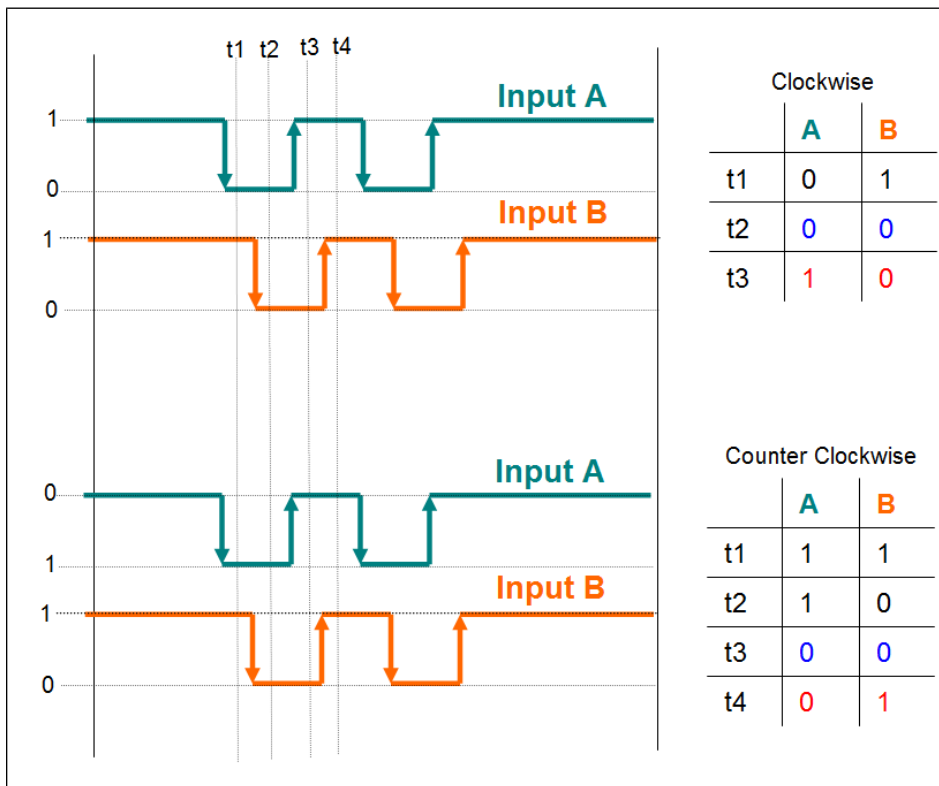 t1 t2 t3 t4
Input A
1
0
Input B
1
0
Clockwise
A B
t1 0 1
t2 0 0
t3 1 0
Input A
0
1
Input B
1
0
Counter Clockwise
A B
t1 1 1
t2 1 0
t3 0 0
t4 0 1